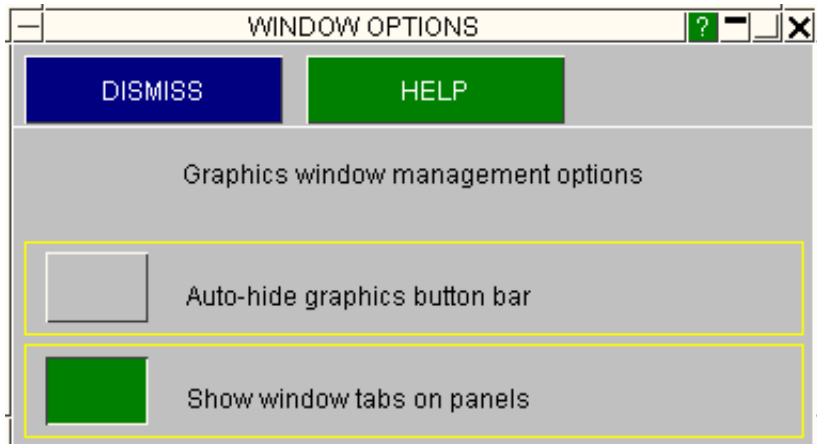 WINDOW OPTIONS ?
DISMISS HELP
Graphics window management options
Auto-hide graphics button bar
Show window tabs on panels